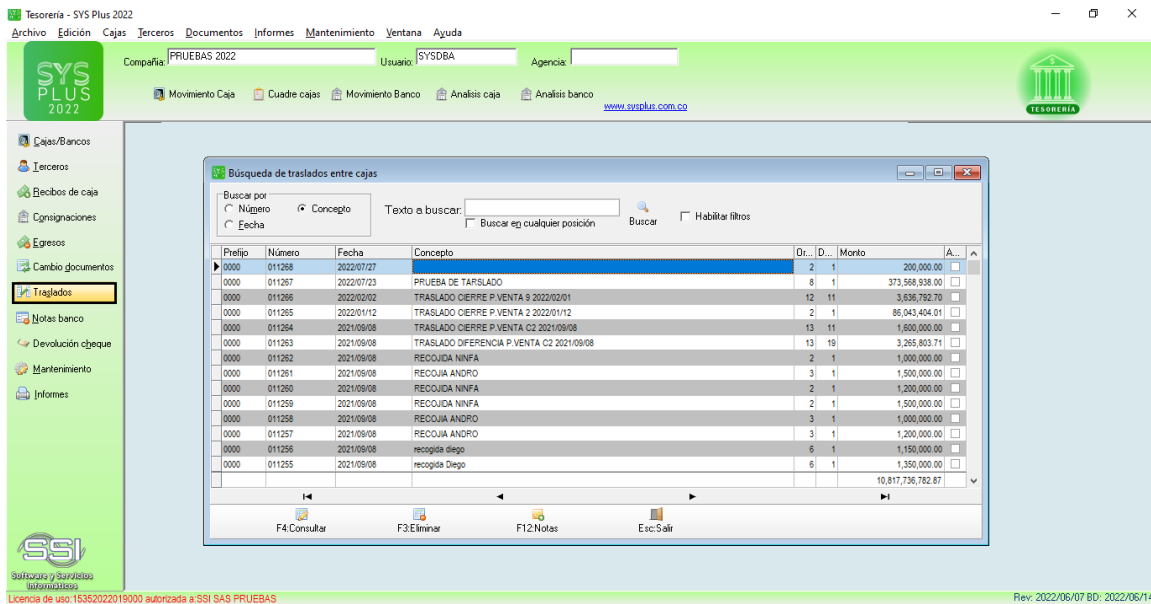 Tesorería - SYS Plus 2022
Archivo Edición Cajas Terceros Documentos Informes Mantenimiento Ventana Ayuda
SYS
PLUS
2022
Compañia: PRUEBAS 2022 Usuario: SYSDBA Agencia:
Movimiento Caja Cuadre cajas Movimiento Banco Analisis caja Analisis banco
www.sysplus.com.co
TESORERÍA
Cajas/Bancos
Terceros
Recibos de caja
Consignaciones
Egresos
Cambio documentos
Traslados
Notas banco
Devolución cheque
Mantenimiento
Informes
Búsqueda de traslados entre cajas
Buscar por
Número Concepto
Fecha
Texto a buscar:
Buscar en cualquier posición
Buscar
Habilitar filtros
Prefijo Número Fecha Concepto Or... D... Monto A...
0000 011268 2022/07/27 2 1 200,000.00
0000 011267 2022/07/23 PRUEBA DE TARSLADO 8 1 373,568,938.00
0000 011266 2022/02/02 TRASLADO CIERRE P.VENTA 9 2022/02/01 12 11 3,636,792.70
0000 011265 2022/01/12 TRASLADO CIERRE P.VENTA 2 2022/01/12 2 1 86,043,404.01
0000 011264 2021/09/08 TRASLADO CIERRE P.VENTA C2 2021/09/08 13 11 1,600,000.00
0000 011263 2021/09/08 TRASLADO DIFERENCIA P.VENTA C2 2021/09/08 13 19 3,265,803.71
0000 011262 2021/09/08 RECOJIDA NINFA 2 1 1,000,000.00
0000 011261 2021/09/08 RECOJIA ANDRO 3 1 1,500,000.00
0000 011260 2021/09/08 RECOJIDA NINFA 2 1 1,200,000.00
0000 011259 2021/09/08 RECOJIDA NINFA 2 1 1,500,000.00
0000 011258 2021/09/08 RECOJIA ANDRO 3 1 1,000,000.00
0000 011257 2021/09/08 RECOJIA ANDRO 3 1 1,200,000.00
0000 011256 2021/09/08 recogida diego 6 1 1,150,000.00
0000 011255 2021/09/08 recogida Diego 6 1 1,350,000.00
10,817,736,782.87
F4:Consultar F3:Eliminar F12:Notas Esc:Salir
SSI
Software y Servicios
Informáticos
Licencia de uso:15352022019000 autorizada a:SSI SAS PRUEBAS
Rev: 2022/06/07 BD: 2022/06/14